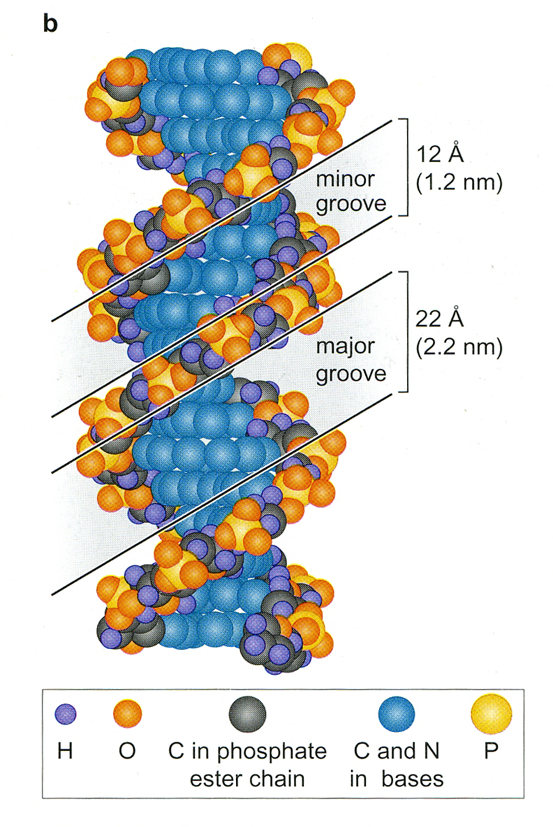 b
12 Å
(1.2 nm)
minor
groove
22 Å
(2.2 nm)
major
groove
H
O
C in phosphate
ester chain
C and N
in bases
P